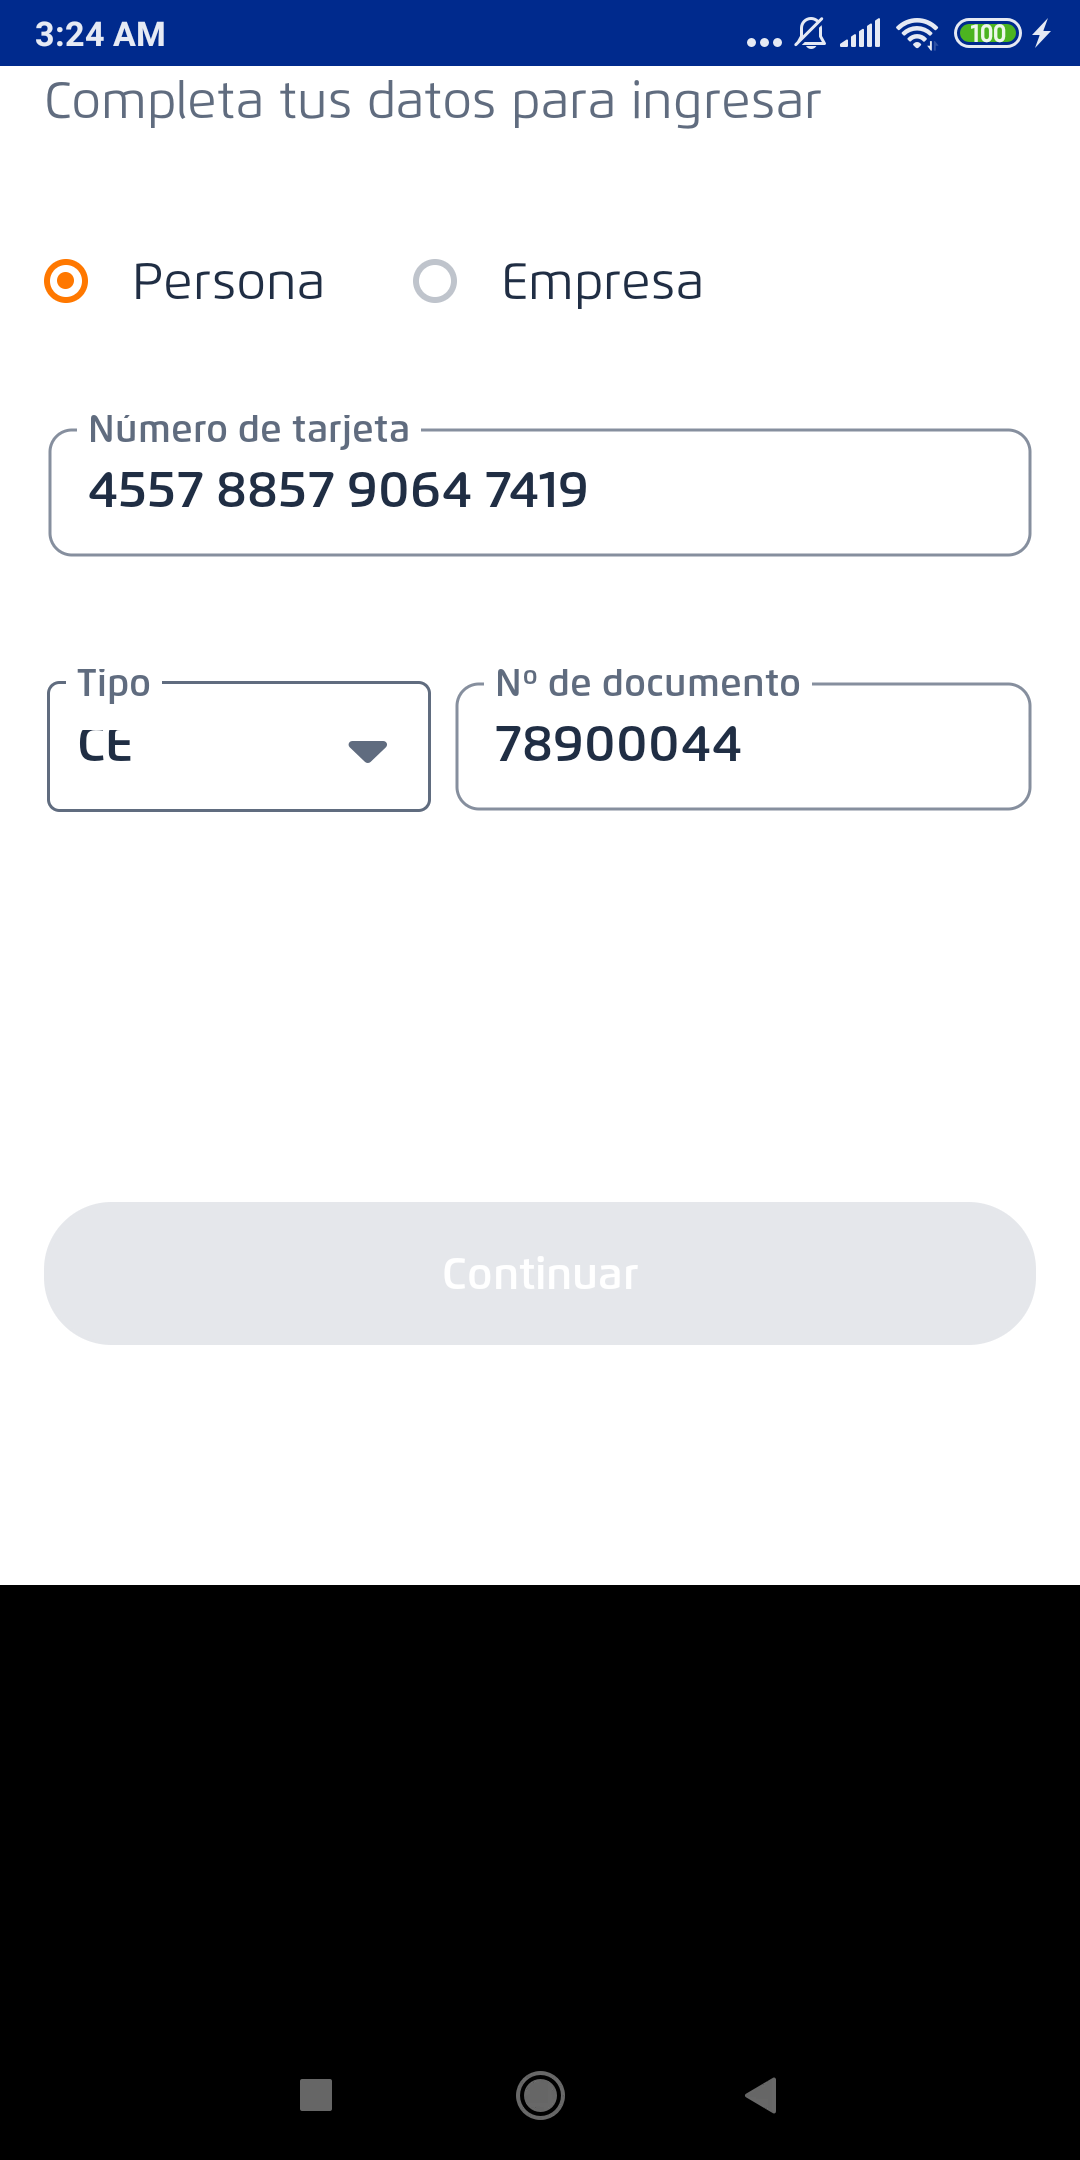 3:24 AM
100
Completa tus datos para ingresar
Persona
Empresa
Número de tarjeta
4557 8857 9064 7419
Tipo
CE
Nº de documento
78900044
Continuar